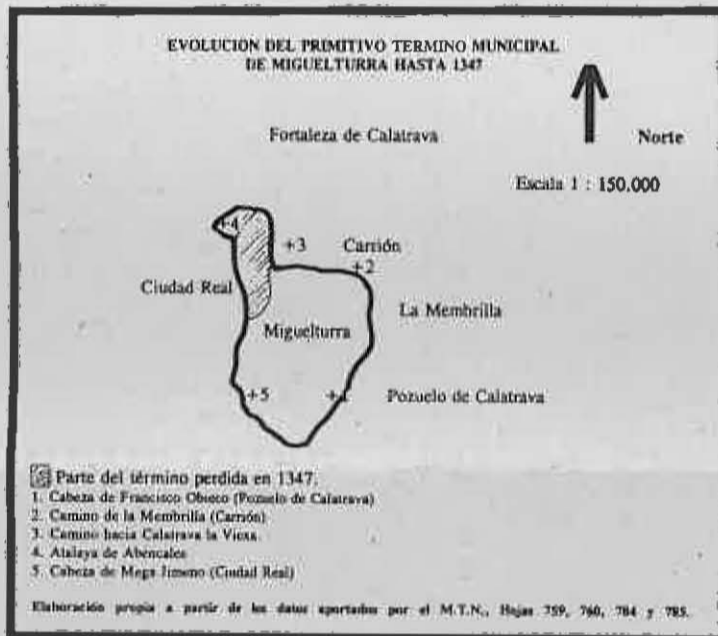 EVOLUCION DEL PRIMITIVO TERMINO MUNICIPAL
DE MIGUELTURRA HASTA 1347
Fortaleza de Calatrava
Norte
Escala 1 : 150.000
+4
+3
Carrión
+2
Ciudad Real
La Membrilla
Miguelturra
+5
+1
Pozuelo de Calatrava
Parte del término perdida en 1347.
1. Cabeza de Francisco Obieco (Pozuelo de Calatrava)
2. Camino de la Membrilla (Carrión)
3. Camino hacia Calatrava la Viexa.
4. Atalaya de Abencales
5. Cabeza de Mega Jimeno (Ciudad Real)
Elaboración propia a partir de los datos aportados por el M.T.N., Hojas 759, 760, 784 y 785.